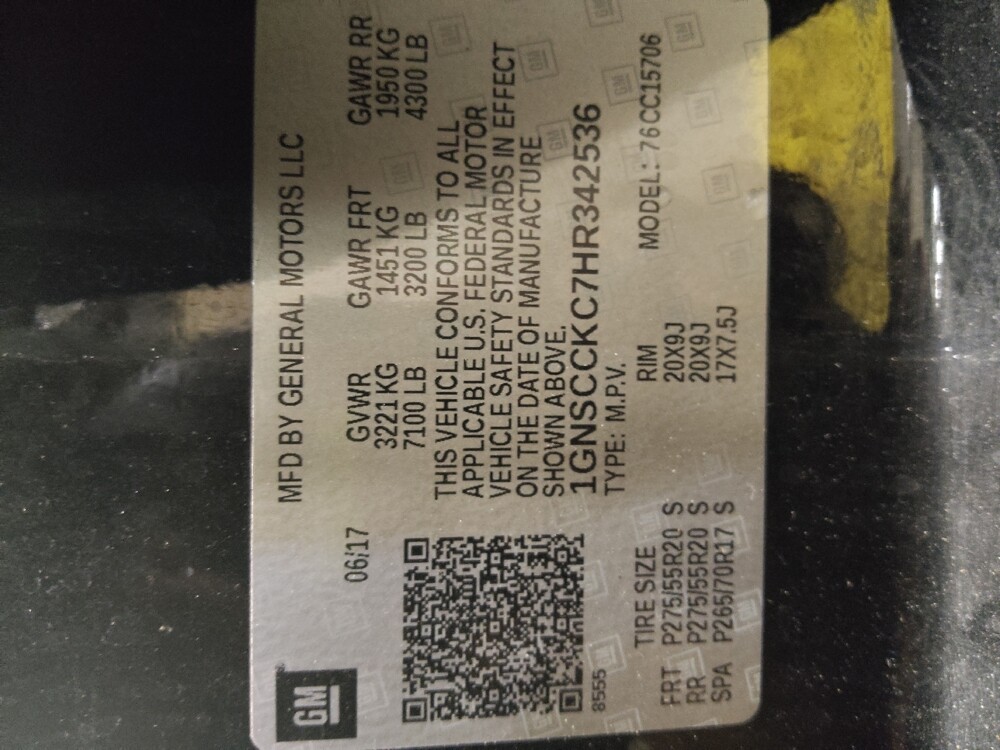 GM
MFD BY GENERAL MOTORS LLC
06/17
GVWR GAWR FRT GAWR RR
3221 KG 1451 KG 1950 KG
7100 LB 3200 LB 4300 LB
THIS VEHICLE CONFORMS TO ALL
APPLICABLE U.S. FEDERAL MOTOR
VEHICLE SAFETY STANDARDS IN EFFECT
ON THE DATE OF MANUFACTURE
SHOWN ABOVE.
1GNSCCKC7HR342536
8555
TYPE: M.P.V.
TIRE SIZE RIM MODEL: 76CC15706
FRT P275/55R20 S 20X9J
RR P275/55R20 S 20X9J
SPA P265/70R17 S 17X7.5J